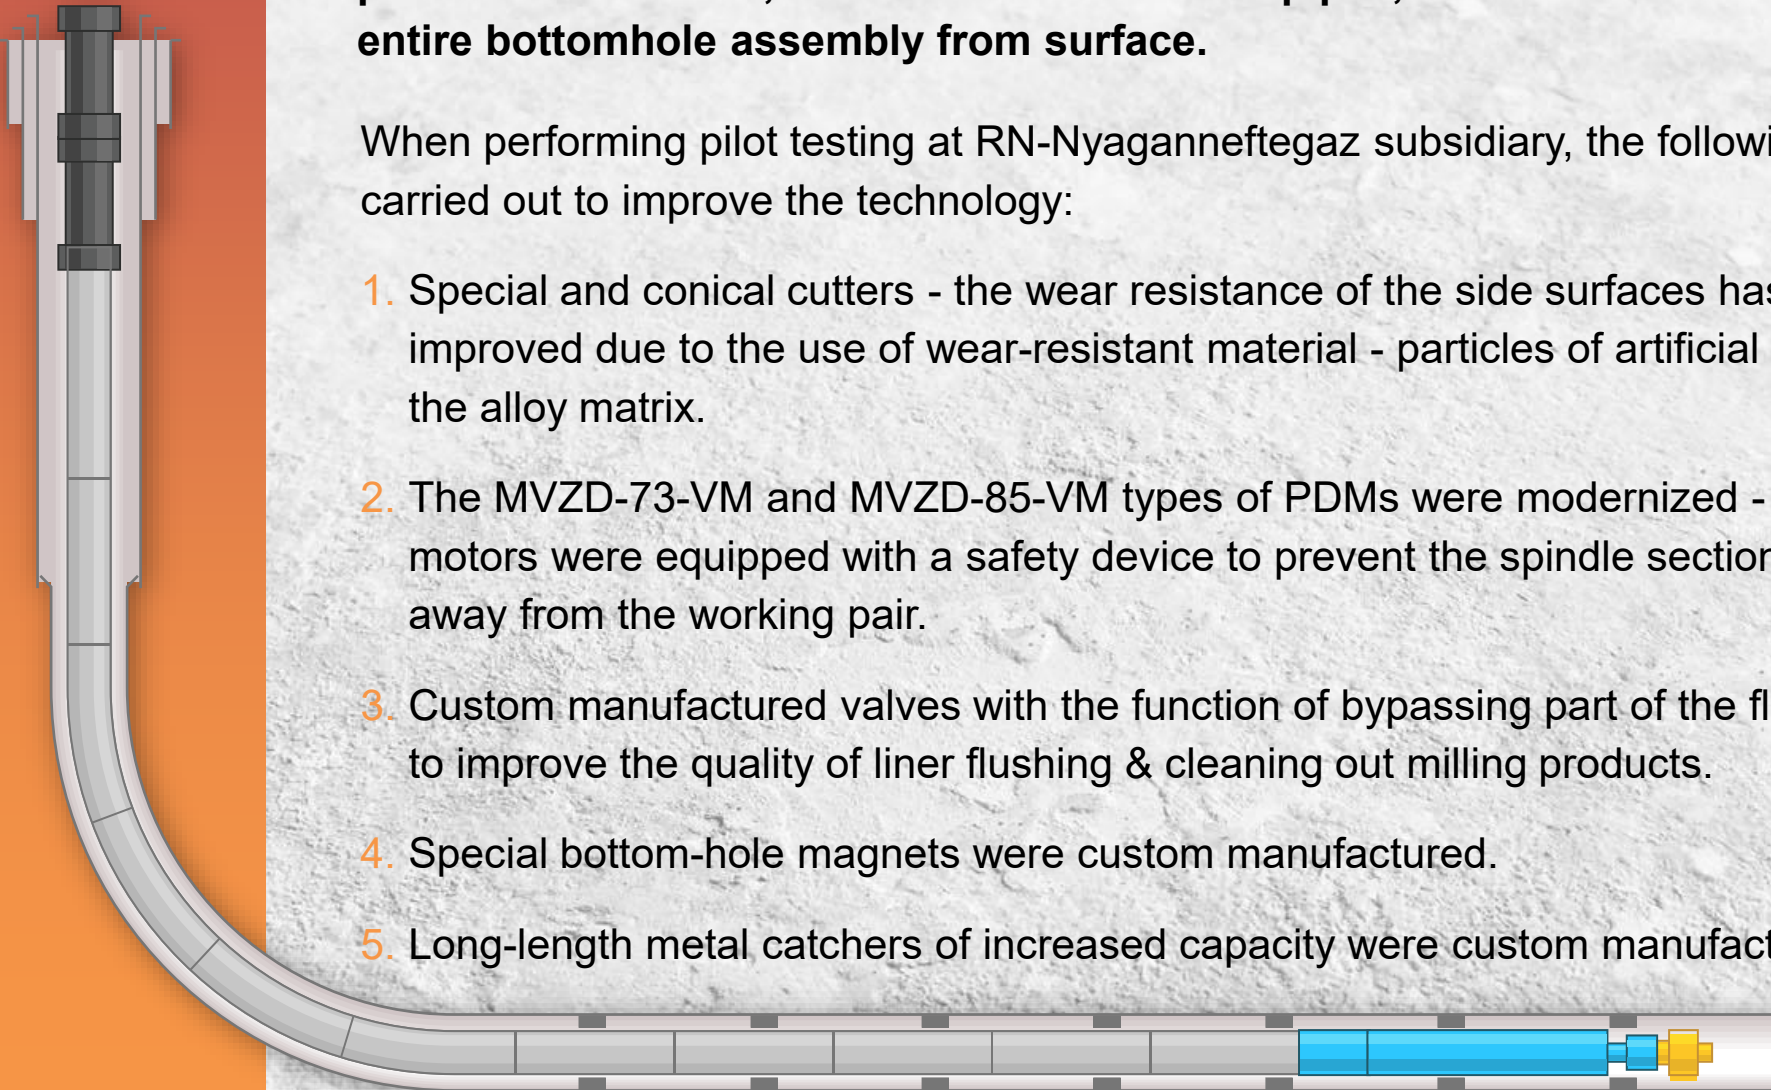 entire bottomhole assembly from surface.
When performing pilot testing at RN-Nyaganneftegaz subsidiary, the
carried out to improve the technology:
1. Special and conical cutters - the wear resistance of the side surfaces
improved due to the use of wear-resistant material - particles of artificial
the alloy matrix.
2. The MVZD-73-VM and MVZD-85-VM types of PDMs were modernized -
motors were equipped with a safety device to prevent the spindle section
away from the working pair.
3. Custom manufactured valves with the function of bypassing part of the
to improve the quality of liner flushing & cleaning out milling products.
4. Special bottom-hole magnets were custom manufactured.
5. Long-length metal catchers of increased capacity were custom